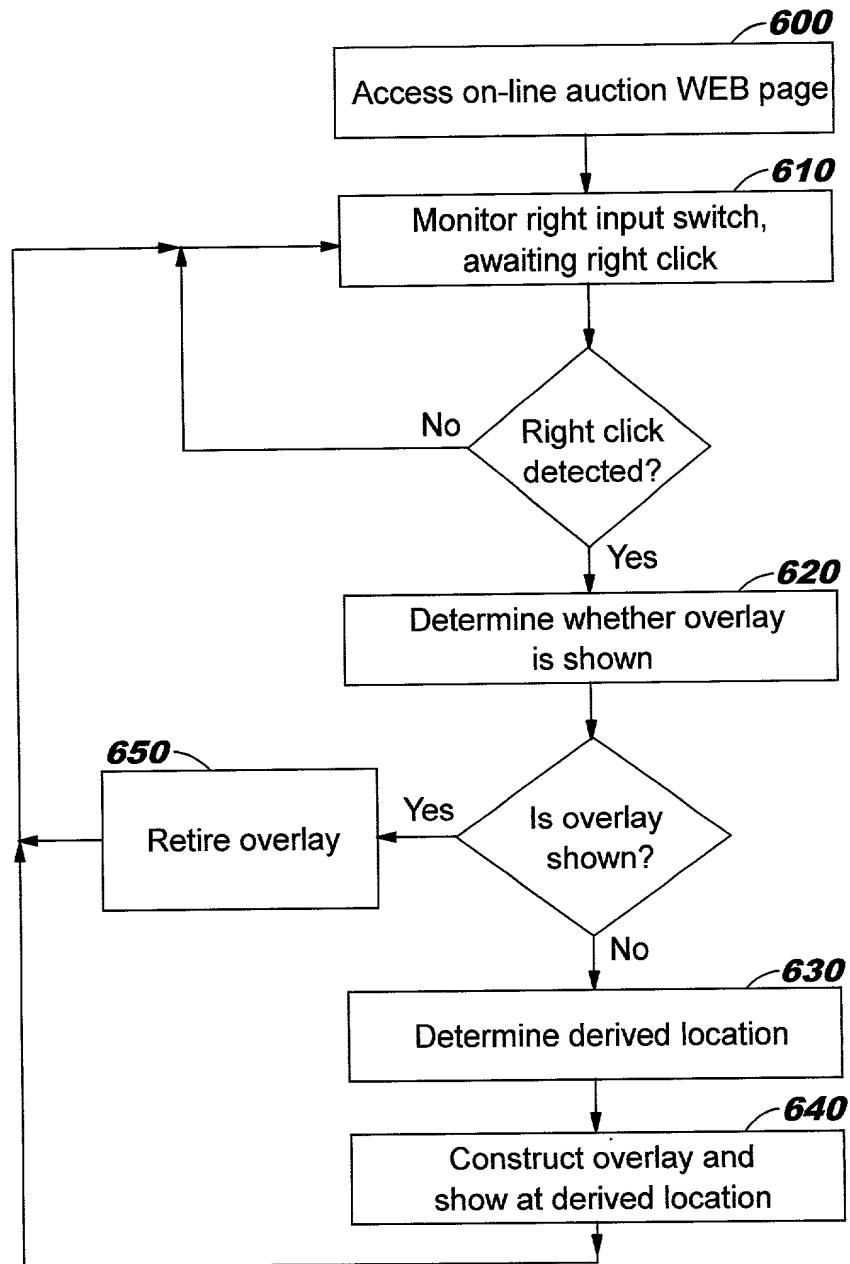 600
Access on-line auction WEB page
610
Monitor right input switch,
awaiting right click
No
Right click
detected?
Yes
620
Determine whether overlay
is shown
650
Retire overlay
Yes
Is overlay
shown?
No
630
Determine derived location
640
Construct overlay and
show at derived location